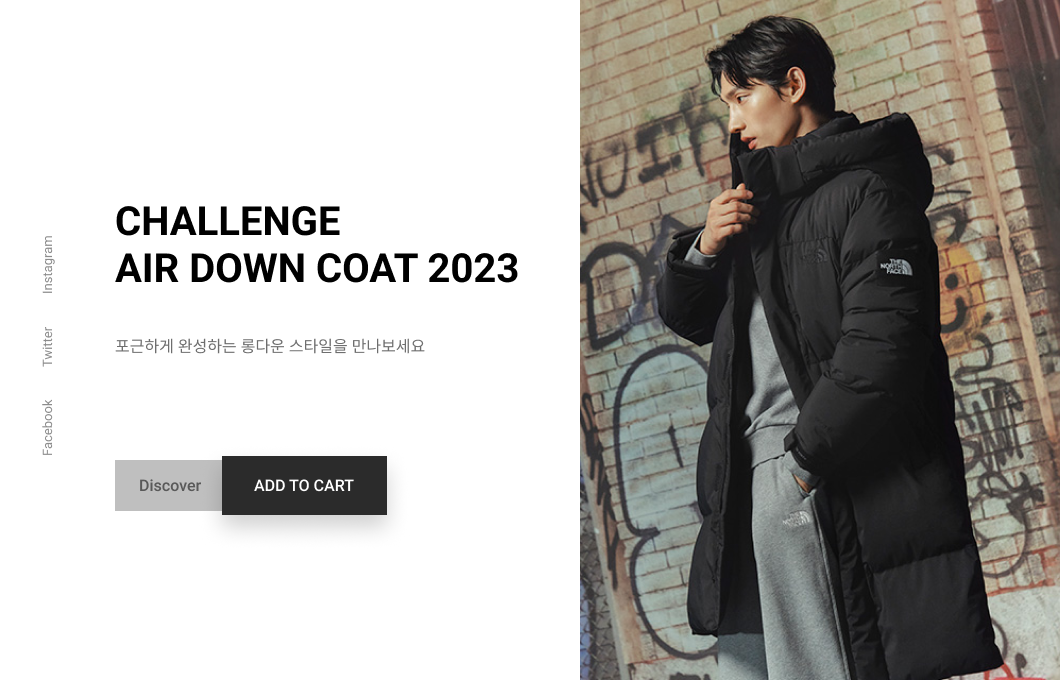 CHALLENGE
AIR DOWN COAT 2023
포근하게 완성하는 롱다운 스타일을 만나보세요
Discover
ADD TO CART
Instagram
Twitter
Facebook
THE
NORTH
FACE